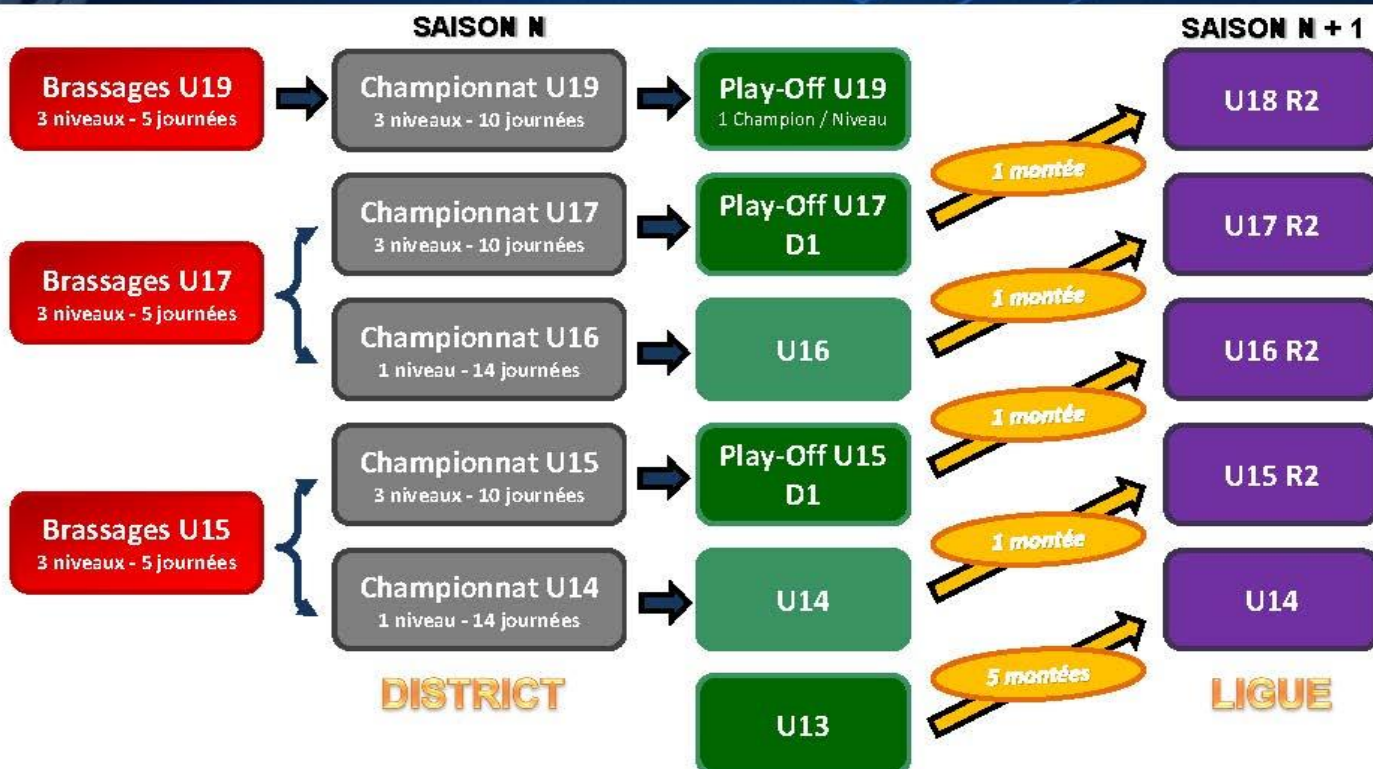 SAISON N
SAISON N + 1
Brassages U19
3 niveaux - 5 journées
Championnat U19
3 niveaux - 10 journées
Play-Off U19
1 Champion / Niveau
U18 R2
1 montée
Brassages U17
3 niveaux - 5 journées
Championnat U17
3 niveaux - 10 journées
Play-Off U17
D1
U17 R2
1 montée
Championnat U16
1 niveau - 14 journées
U16
U16 R2
1 montée
Brassages U15
3 niveaux - 5 journées
Championnat U15
3 niveaux - 10 journées
Play-Off U15
D1
U15 R2
1 montée
Championnat U14
1 niveau - 14 journées
U14
U14
5 montées
DISTRICT
U13
LIGUE